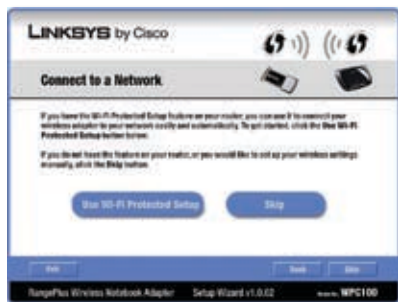 LINKSYS by Cisco
Connect to a Network
If you have the Wi-Fi Protected Setup feature on your router, you can use it to connect your
wireless adapter to your network easily and automatically. To get started, click the Use Wi-Fi
Protected Setup button below.
If you do not have the feature on your router, or you would like to set up your wireless settings
manually, click the Skip button.
Use Wi-Fi Protected Setup
Skip
Exit
Back
RangePlus Wireless Notebook Adapter Setup Wizard v1.0.02 WPC100